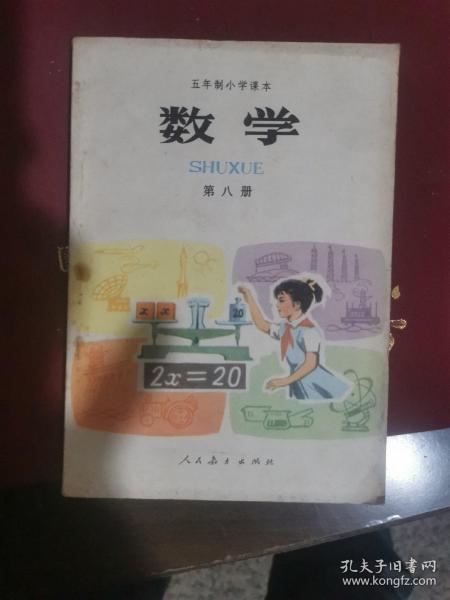 五年制小学课本
数学
SHUXUE
第八册
x x 20
2x=20
人民教育出版社
孔夫子旧书网
www.kongfz.com